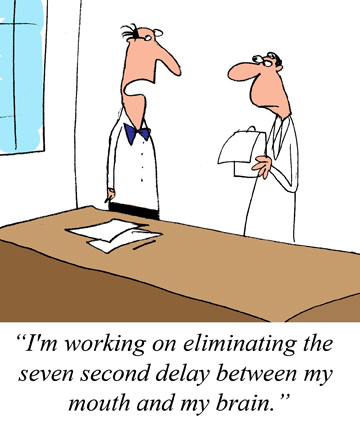 “I'm working on eliminating the
seven second delay between my
mouth and my brain.”